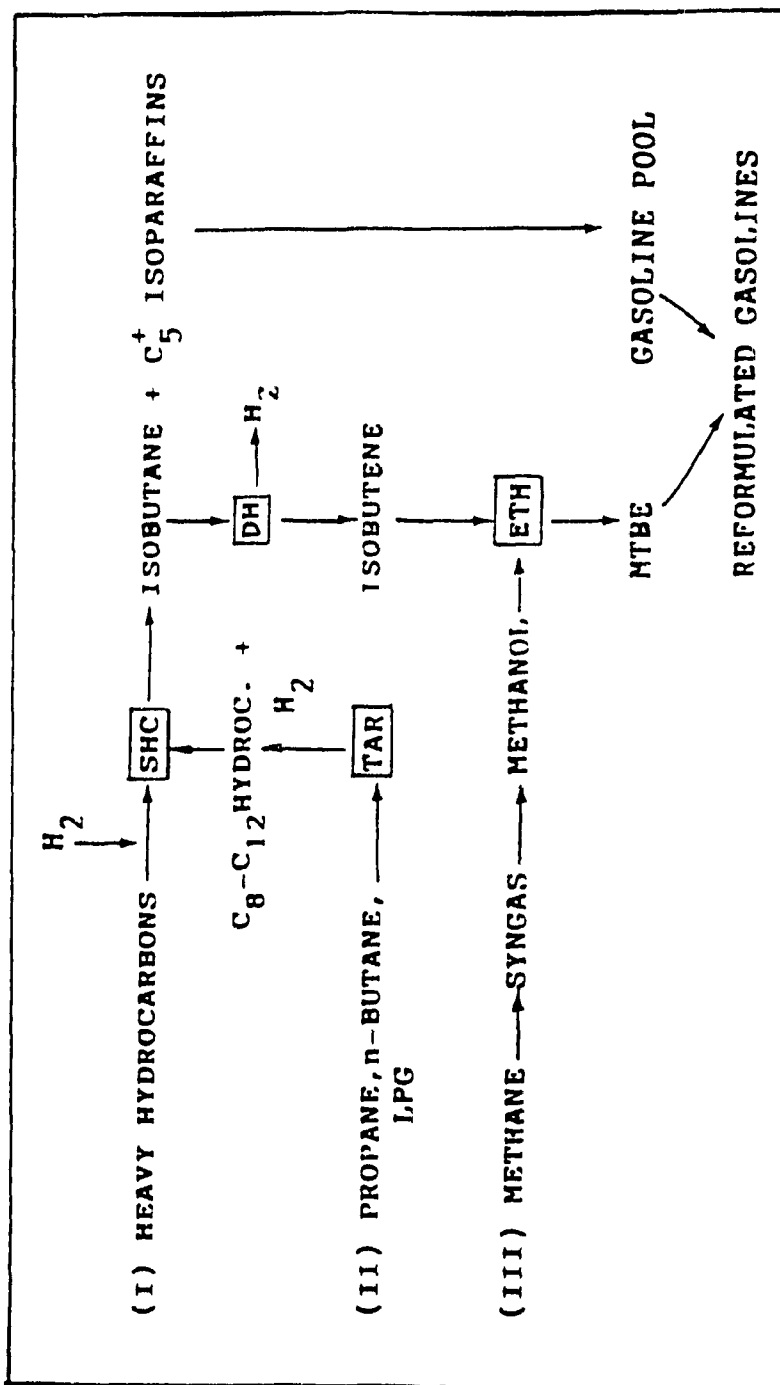 H2
(I) HEAVY HYDROCARBONS SHC ISOBUTANE + C5+ ISOPARAFFINS
C8-C12 HYDROC. + DH H2
H2
(II) PROPANE, n-BUTANE, TAR ISOBUTENE
LPG
(III) METHANE SYNGAS METHANOL ETH
MTBE GASOLINE POOL
REFORMULATED GASOLINES